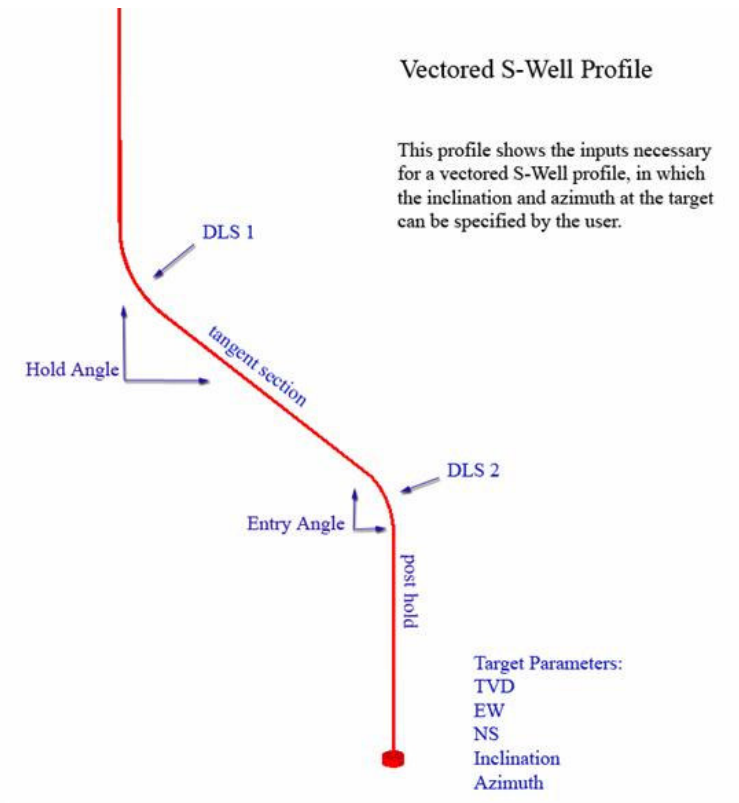 Vectored S-Well Profile
This profile shows the inputs necessary
for a vectored S-Well profile, in which
the inclination and azimuth at the target
can be specified by the user.
DLS 1
tangent section
Hold Angle
DLS 2
Entry Angle
post hold
Target Parameters:
TVD
EW
NS
Inclination
Azimuth